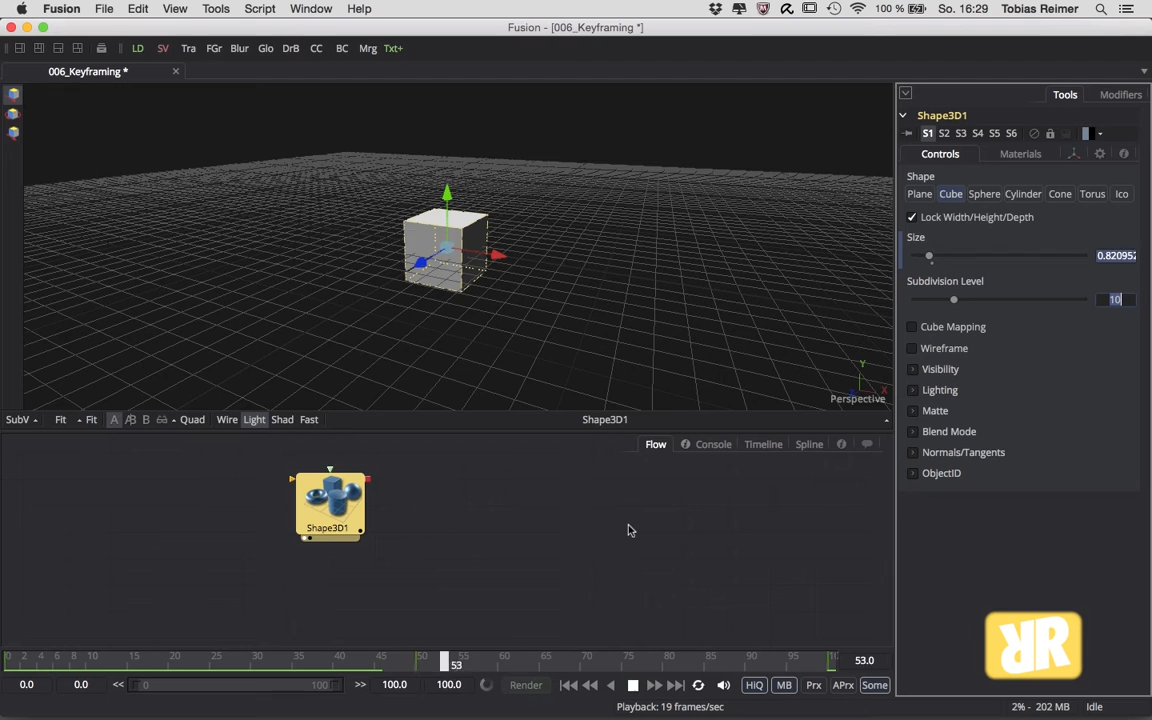 Fusion File Edit View Tools Script Window Help 100 % So. 16:29 Tobias Reimer
Fusion - [006_Keyframing *]
LD SV Tra FGr Blur Glo DrB CC BC Mrg Txt+
006_Keyframing *
Tools Modifiers
Shape3D1
S1 S2 S3 S4 S5 S6
Controls Materials
Shape
Plane Cube Sphere Cylinder Cone Torus Ico
Lock Width/Height/Depth
Size
0.820952
Subdivision Level
10
Cube Mapping
Wireframe
Visibility
Lighting
Matte
Blend Mode
Normals/Tangents
ObjectID
Y
X
Perspective
SubV Fit Fit A A|B B Quad Wire Light Shad Fast Shape3D1
Flow Console Timeline Spline
Shape3D1
0 2 4 6 8 10 15 20 25 30 35 40 50 53 55 60 65 70 75 80 85 90 95 53.0
0.0 0.0 << 0 100 >> 100.0 100.0 Render HiQ MB Prx APrx Some
Playback: 19 frames/sec 2% - 202 MB Idle
RR